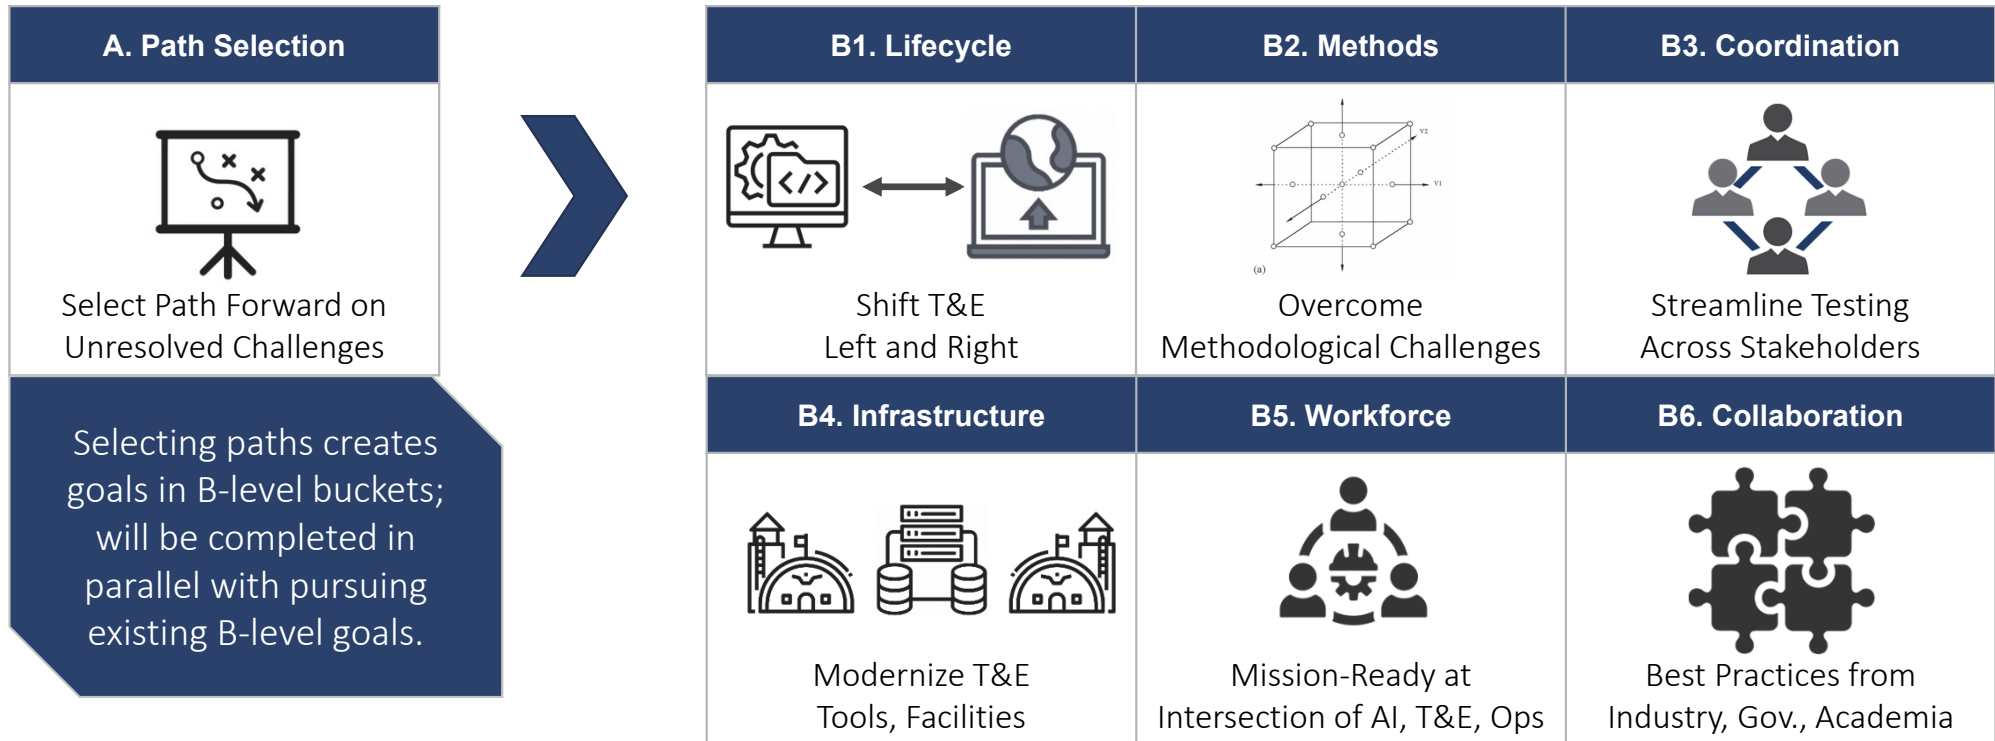 A. Path Selection
Select Path Forward on
Unresolved Challenges
Selecting paths creates
goals in B-level buckets;
will be completed in
parallel with pursuing
existing B-level goals.
B1. Lifecycle
</>
Shift T&E
Left and Right
B2. Methods
V2
V1
(a)
Overcome
Methodological Challenges
B3. Coordination
Streamline Testing
Across Stakeholders
B4. Infrastructure
Modernize T&E
Tools, Facilities
B5. Workforce
Mission-Ready at
Intersection of AI, T&E, Ops
B6. Collaboration
Best Practices from
Industry, Gov., Academia